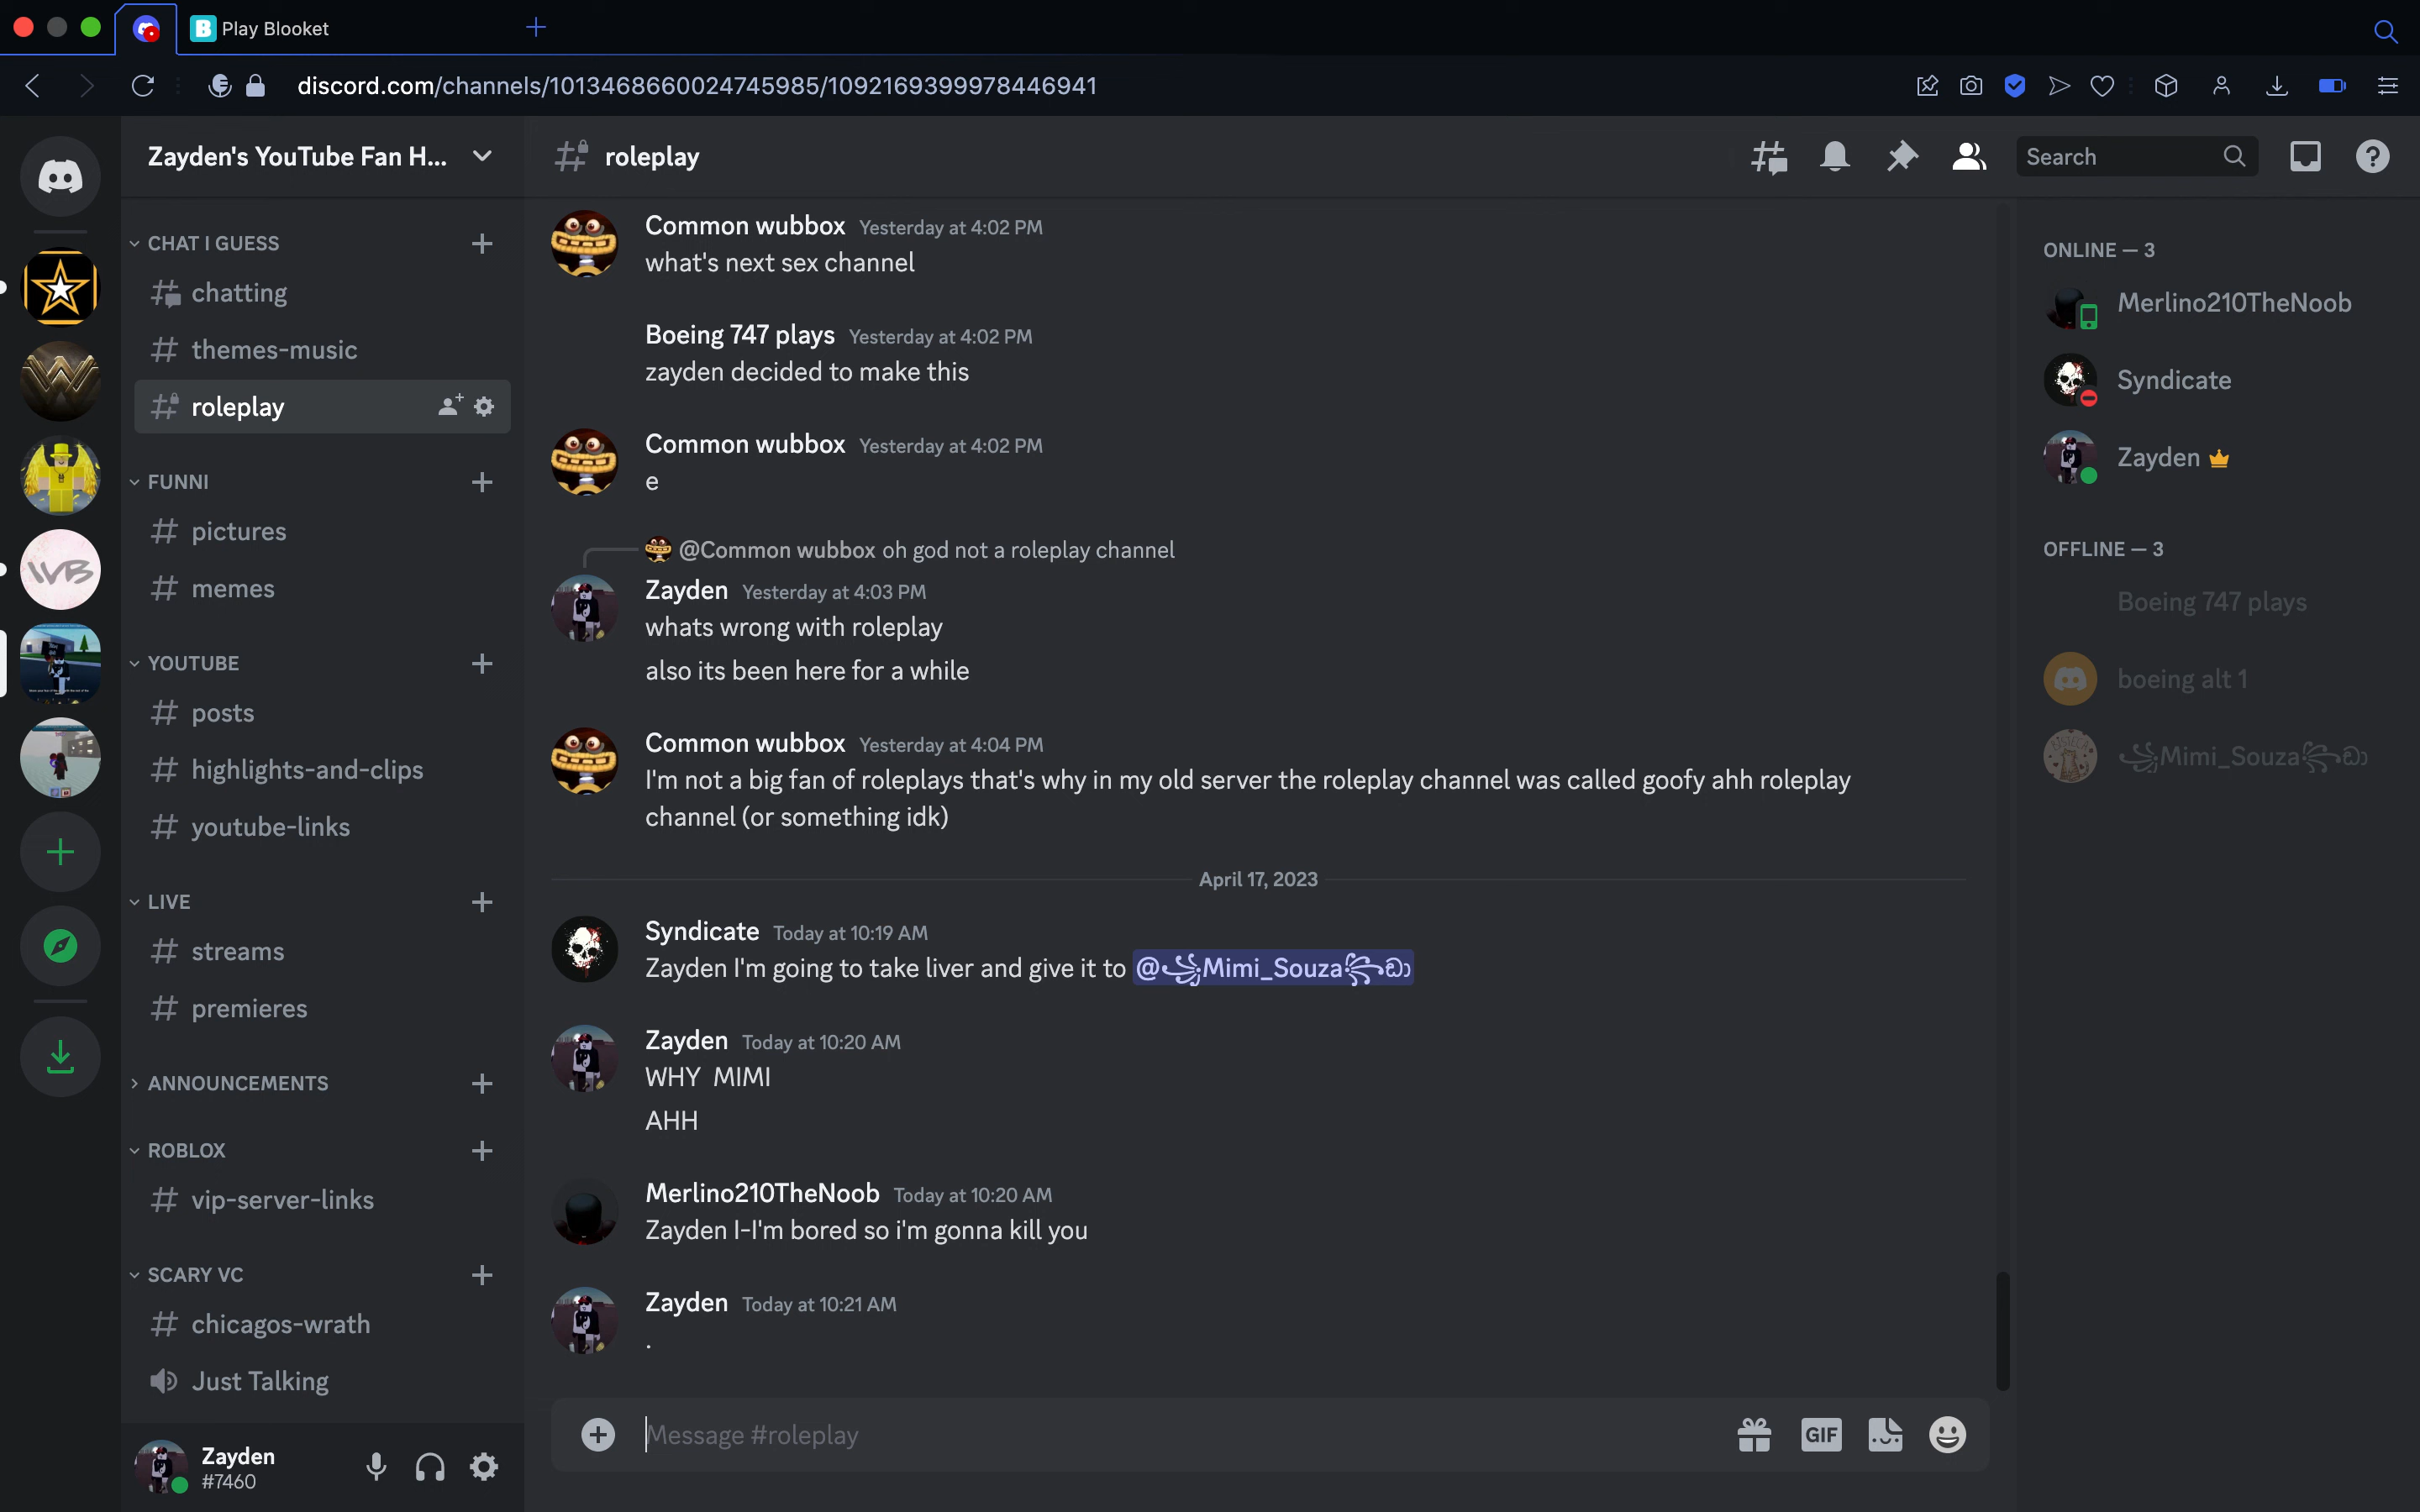 Play Blooket
discord.com/channels/1013468660024745985/1092169399978446941
Zayden's YouTube Fan H...
CHAT I GUESS
chatting
themes-music
roleplay
FUNNI
pictures
memes
YOUTUBE
posts
highlights-and-clips
youtube-links
LIVE
streams
premieres
ANNOUNCEMENTS
ROBLOX
vip-server-links
SCARY VC
chicagos-wrath
Just Talking
Zayden
#7460
roleplay
Search
Common wubbox Yesterday at 4:02 PM
what's next sex channel
Boeing 747 plays Yesterday at 4:02 PM
zayden decided to make this
Common wubbox Yesterday at 4:02 PM
e
@Common wubbox oh god not a roleplay channel
Zayden Yesterday at 4:03 PM
whats wrong with roleplay
also its been here for a while
Common wubbox Yesterday at 4:04 PM
I'm not a big fan of roleplays that's why in my old server the roleplay channel was called goofy ahh roleplay
channel (or something idk)
April 17, 2023
Syndicate Today at 10:19 AM
Zayden I'm going to take liver and give it to @꧁Mimi_Souza꧂ඞා
Zayden Today at 10:20 AM
WHY MIMI
AHH
Merlino210TheNoob Today at 10:20 AM
Zayden I-I'm bored so i'm gonna kill you
Zayden Today at 10:21 AM
.
Message #roleplay
GIF
ONLINE — 3
Merlino210TheNoob
Syndicate
Zayden
OFFLINE — 3
Boeing 747 plays
boeing alt 1
Mimi_Souza